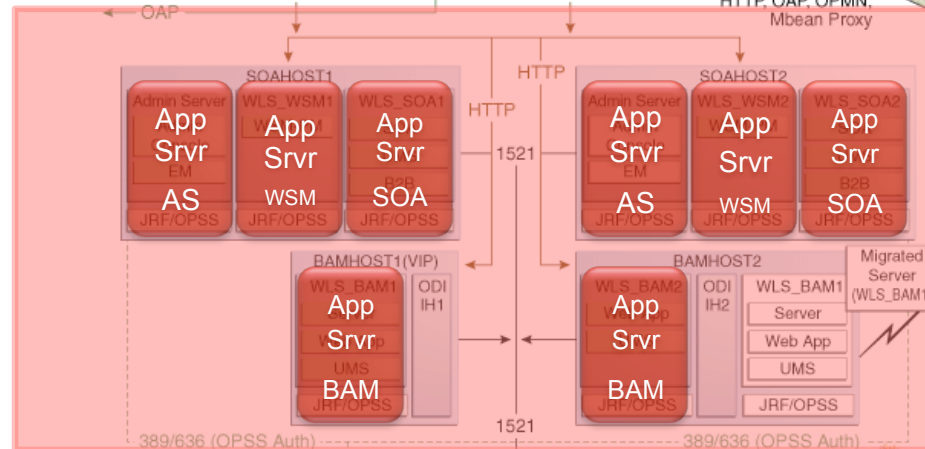 OAP
HTTP, OAP, OPMN,
Mbean Proxy
HTTP
HTTP
SOAHOST1
Admin Server
App
Srvr
EM
AS
JRF/OPSS
WLS_WSM1
App
Srvr
WSM
JRF/OPSS
WLS_SOA1
App
Srvr
B2B
SOA
JRF/OPSS
1521
SOAHOST2
Admin Server
App
Srvr
EM
AS
JRF/OPSS
WLS_WSM2
App
Srvr
WSM
JRF/OPSS
WLS_SOA2
App
Srvr
B2B
SOA
JRF/OPSS
BAMHOST1(VIP)
WLS_BAM1
App
Srvr
UMS
BAM
JRF/OPSS
ODI
IH1
BAMHOST2
WLS_BAM2
App
Srvr
BAM
JRF/OPSS
ODI
IH2
WLS_BAM1
Server
Web App
UMS
JRF/OPSS
Migrated
Server
(WLS_BAM1
1521
389/636 (OPSS Auth)
389/636 (OPSS Auth)